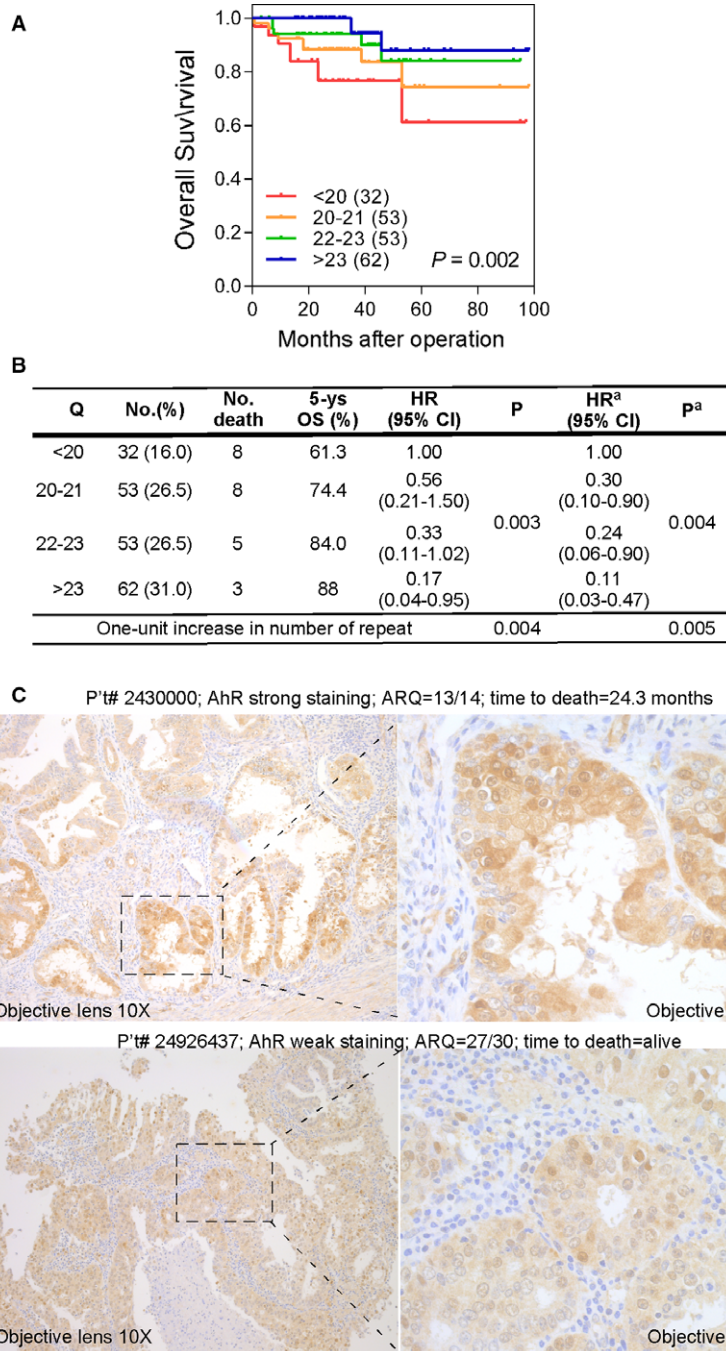 A
Overall Suv\rvival
1.0
0.8
0.6
0.4
0.2
0.0
<20 (32)
20-21 (53)
22-23 (53)
>23 (62)
P = 0.002
0 20 40 60 80 100
Months after operation
B
Q No.(%) No. death 5-ys OS (%) HR (95% CI) P HRᵃ (95% CI) Pᵃ
<20 32 (16.0) 8 61.3 1.00 1.00
20-21 53 (26.5) 8 74.4 0.56 (0.21-1.50) 0.30 (0.10-0.90)
0.003 0.004
22-23 53 (26.5) 5 84.0 0.33 (0.11-1.02) 0.24 (0.06-0.90)
>23 62 (31.0) 3 88 0.17 (0.04-0.95) 0.11 (0.03-0.47)
One-unit increase in number of repeat 0.004 0.005
C
P't# 2430000; AhR strong staining; ARQ=13/14; time to death=24.3 months
Objective lens 10X Objective
P't# 24926437; AhR weak staining; ARQ=27/30; time to death=alive
Objective lens 10X Objective